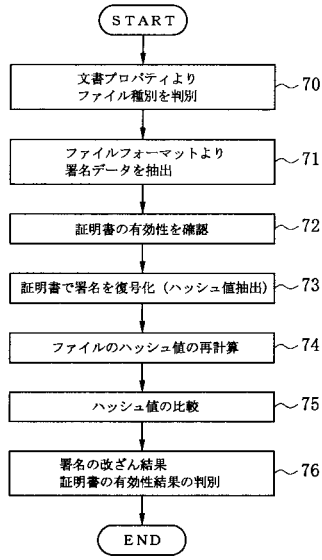 START
文書プロパティより
ファイル種別を判別
70
ファイルフォーマットより
署名データを抽出
71
証明書の有効性を確認
72
証明書で署名を復号化（ハッシュ値抽出）
73
ファイルのハッシュ値の再計算
74
ハッシュ値の比較
75
署名の改ざん結果
証明書の有効性結果の判別
76
END